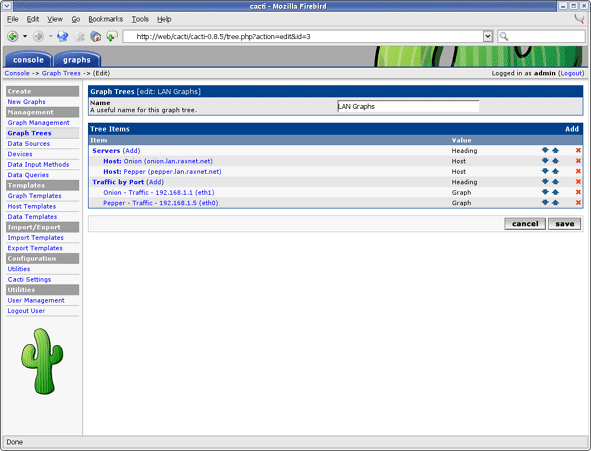 cacti - Mozilla Firebird
File Edit View Go Bookmarks Tools Help
http://web/cacti/cacti-0.8.5/tree.php?action=edit&id=3
console graphs
Console -> Graph Trees -> (Edit) Logged in as admin (Logout)
Create
New Graphs
Management
Graph Management
Graph Trees
Data Sources
Devices
Data Input Methods
Data Queries
Templates
Graph Templates
Host Templates
Data Templates
Import/Export
Import Templates
Export Templates
Configuration
Utilities
Cacti Settings
Utilities
User Management
Logout User
Graph Trees [edit: LAN Graphs]
Name
A useful name for this graph tree.
LAN Graphs
Tree Items Add
Item Value
Servers (Add) Heading
Host: Onion (onion.lan.raxnet.net) Host
Host: Pepper (pepper.lan.raxnet.net) Host
Traffic by Port (Add) Heading
Onion - Traffic - 192.168.1.1 (eth1) Graph
Pepper - Traffic - 192.168.1.5 (eth0) Graph
cancel save
Done